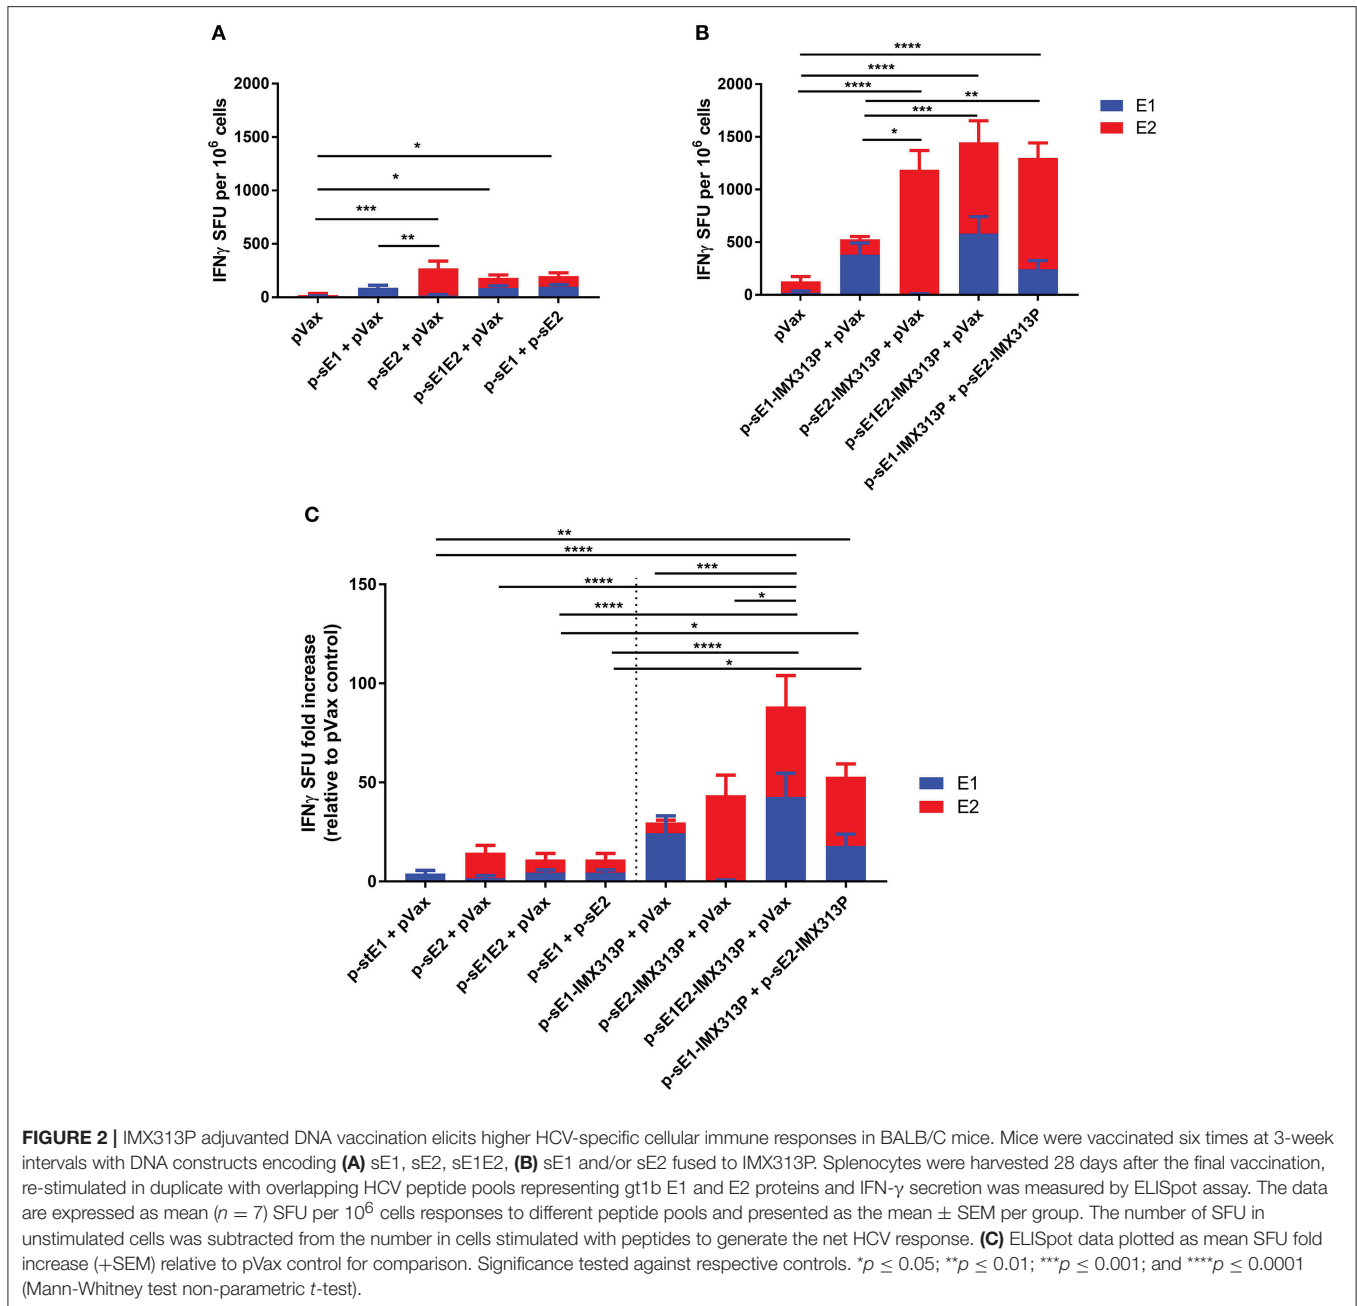 A
2000
1500
1000
500
0
IFNγ SFU per 10⁶ cells
*
*
***
**
pVax
p-sE1 + pVax
p-sE2 + pVax
p-sE1E2 + pVax
p-sE1 + p-sE2
B
2000
1500
1000
500
0
IFNγ SFU per 10⁶ cells
****
****
****
**
***
*
E1
E2
pVax
p-sE1-IMX313P + pVax
p-sE2-IMX313P + pVax
p-sE1E2-IMX313P + pVax
p-sE1-IMX313P + p-sE2-IMX313P
C
150
100
50
0
IFNγ SFU fold increase
(relative to pVax control)
**
****
***
****
*
****
*
****
*
E1
E2
p-stE1 + pVax
p-sE2 + pVax
p-sE1E2 + pVax
p-sE1 + p-sE2
p-sE1-IMX313P + pVax
p-sE2-IMX313P + pVax
p-sE1E2-IMX313P + pVax
p-sE1-IMX313P + p-sE2-IMX313P
FIGURE 2 | IMX313P adjuvanted DNA vaccination elicits higher HCV-specific cellular immune responses in BALB/C mice. Mice were vaccinated six times at 3-week
intervals with DNA constructs encoding (A) sE1, sE2, sE1E2, (B) sE1 and/or sE2 fused to IMX313P. Splenocytes were harvested 28 days after the final vaccination,
re-stimulated in duplicate with overlapping HCV peptide pools representing gt1b E1 and E2 proteins and IFN-γ secretion was measured by ELISpot assay. The data
are expressed as mean (n = 7) SFU per 10⁶ cells responses to different peptide pools and presented as the mean ± SEM per group. The number of SFU in
unstimulated cells was subtracted from the number in cells stimulated with peptides to generate the net HCV response. (C) ELISpot data plotted as mean SFU fold
increase (+SEM) relative to pVax control for comparison. Significance tested against respective controls. *p ≤ 0.05; **p ≤ 0.01; ***p ≤ 0.001; and ****p ≤ 0.0001
(Mann-Whitney test non-parametric t-test).